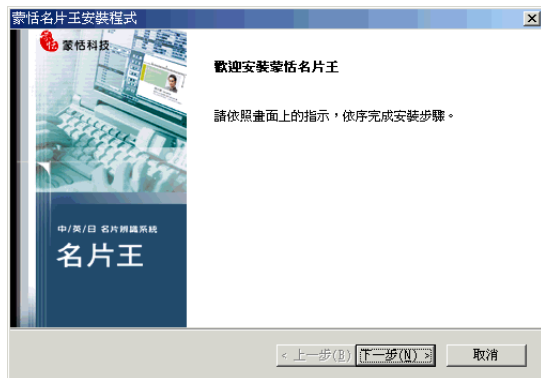 蒙恬名片王安裝程式
蒙恬科技
歡迎安裝蒙恬名片王
請依照畫面上的指示，依序完成安裝步驟。
中/英/日 名片辨識系統
名片王
< 上一步(B)
下一步(N) >
取消